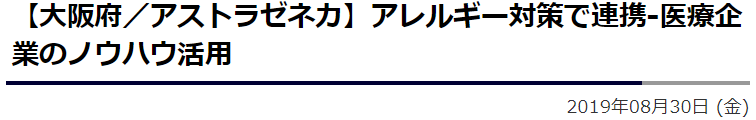 【大阪府／アストラゼネカ】アレルギー対策で連携-医療企
業のノウハウ活用
2019年08月30日 (金)